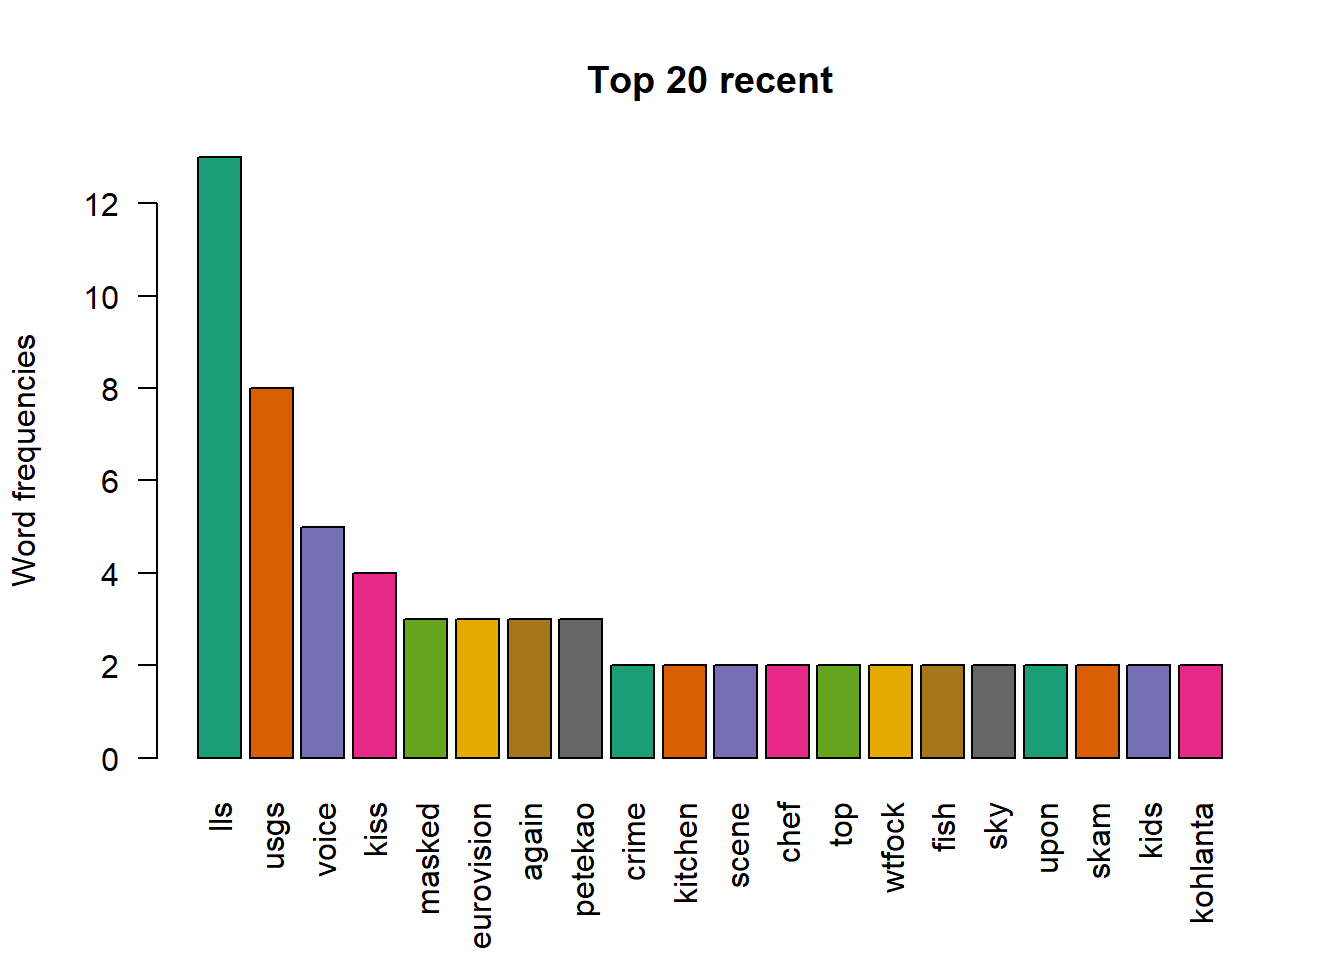 Top 20 recent
Word frequencies
12
10
8
6
4
2
0
lls
usgs
voice
kiss
masked
eurovision
again
petekao
crime
kitchen
scene
chef
top
wtfock
fish
sky
upon
skam
kids
kohlanta